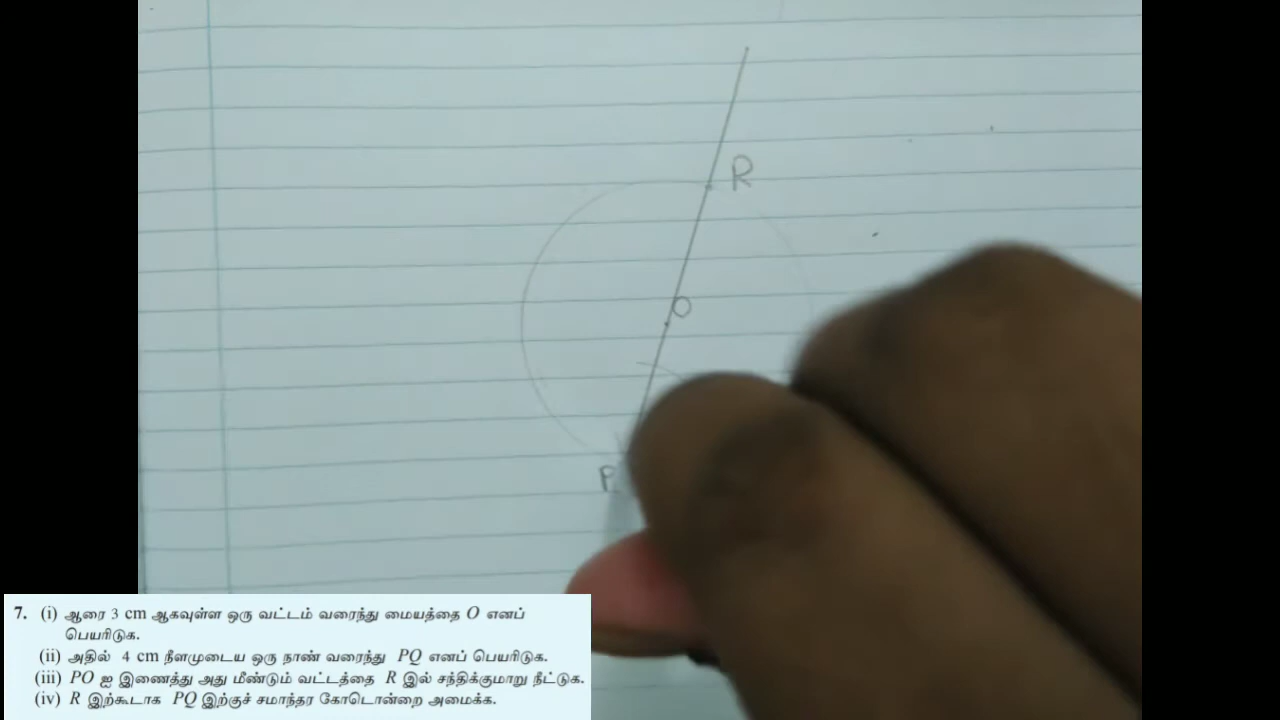 R
O
P
7. (i) ஆரை 3 cm ஆகவுள்ள ஒரு வட்டம் வரைந்து மையத்தை O எனப்
பெயரிடுக.
(ii) அதில் 4 cm நீளமுடைய ஒரு நாண் வரைந்து PQ எனப் பெயரிடுக.
(iii) PO ஐ இணைத்து அது மீண்டும் வட்டத்தை R இல் சந்திக்குமாறு நீட்டுக.
(iv) R இற்கூடாக PQ இற்குச் சமாந்தர கோடொன்றை அமைக்க.